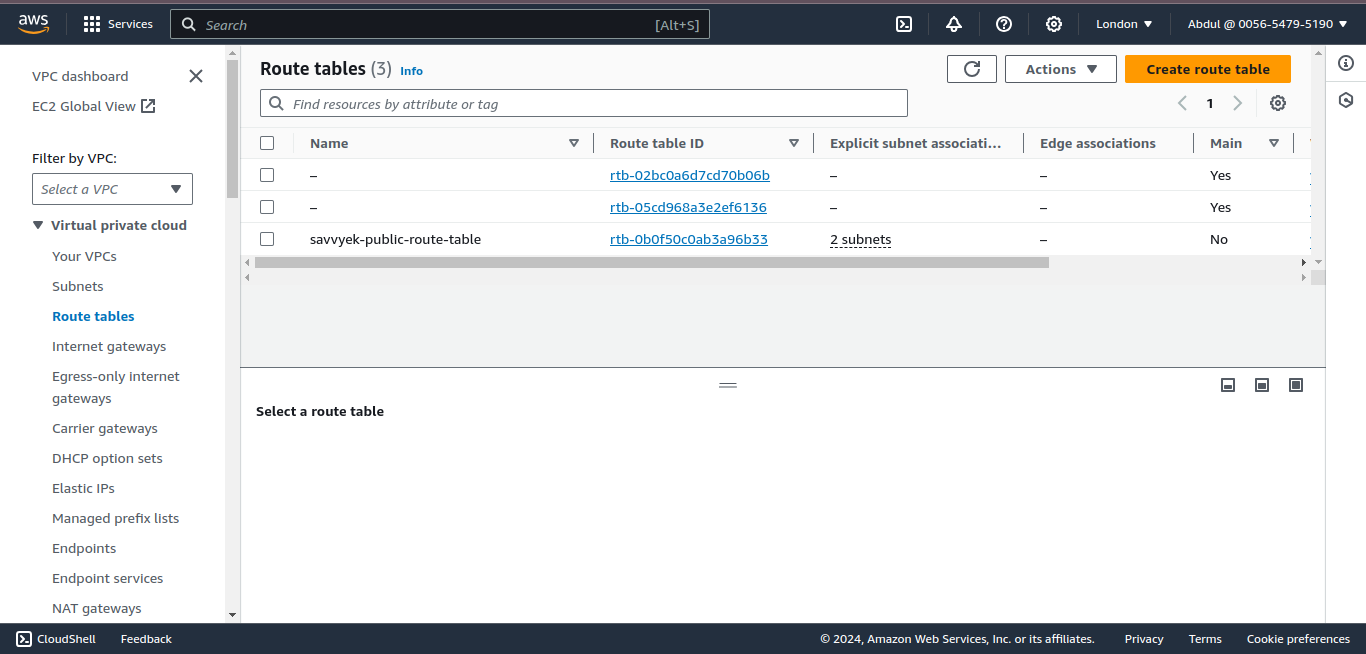 aws Services Search [Alt+S] London Abdul @ 0056-5479-5190
VPC dashboard
EC2 Global View
Filter by VPC:
Select a VPC
Virtual private cloud
Your VPCs
Subnets
Route tables
Internet gateways
Egress-only internet
gateways
Carrier gateways
DHCP option sets
Elastic IPs
Managed prefix lists
Endpoints
Endpoint services
NAT gateways
Route tables (3) Info
Actions
Create route table
Find resources by attribute or tag
1
Name Route table ID Explicit subnet associati... Edge associations Main
– rtb-02bc0a6d7cd70b06b – – Yes
– rtb-05cd968a3e2ef6136 – – Yes
savvyek-public-route-table rtb-0b0f50c0ab3a96b33 2 subnets – No
Select a route table
CloudShell Feedback © 2024, Amazon Web Services, Inc. or its affiliates. Privacy Terms Cookie preferences